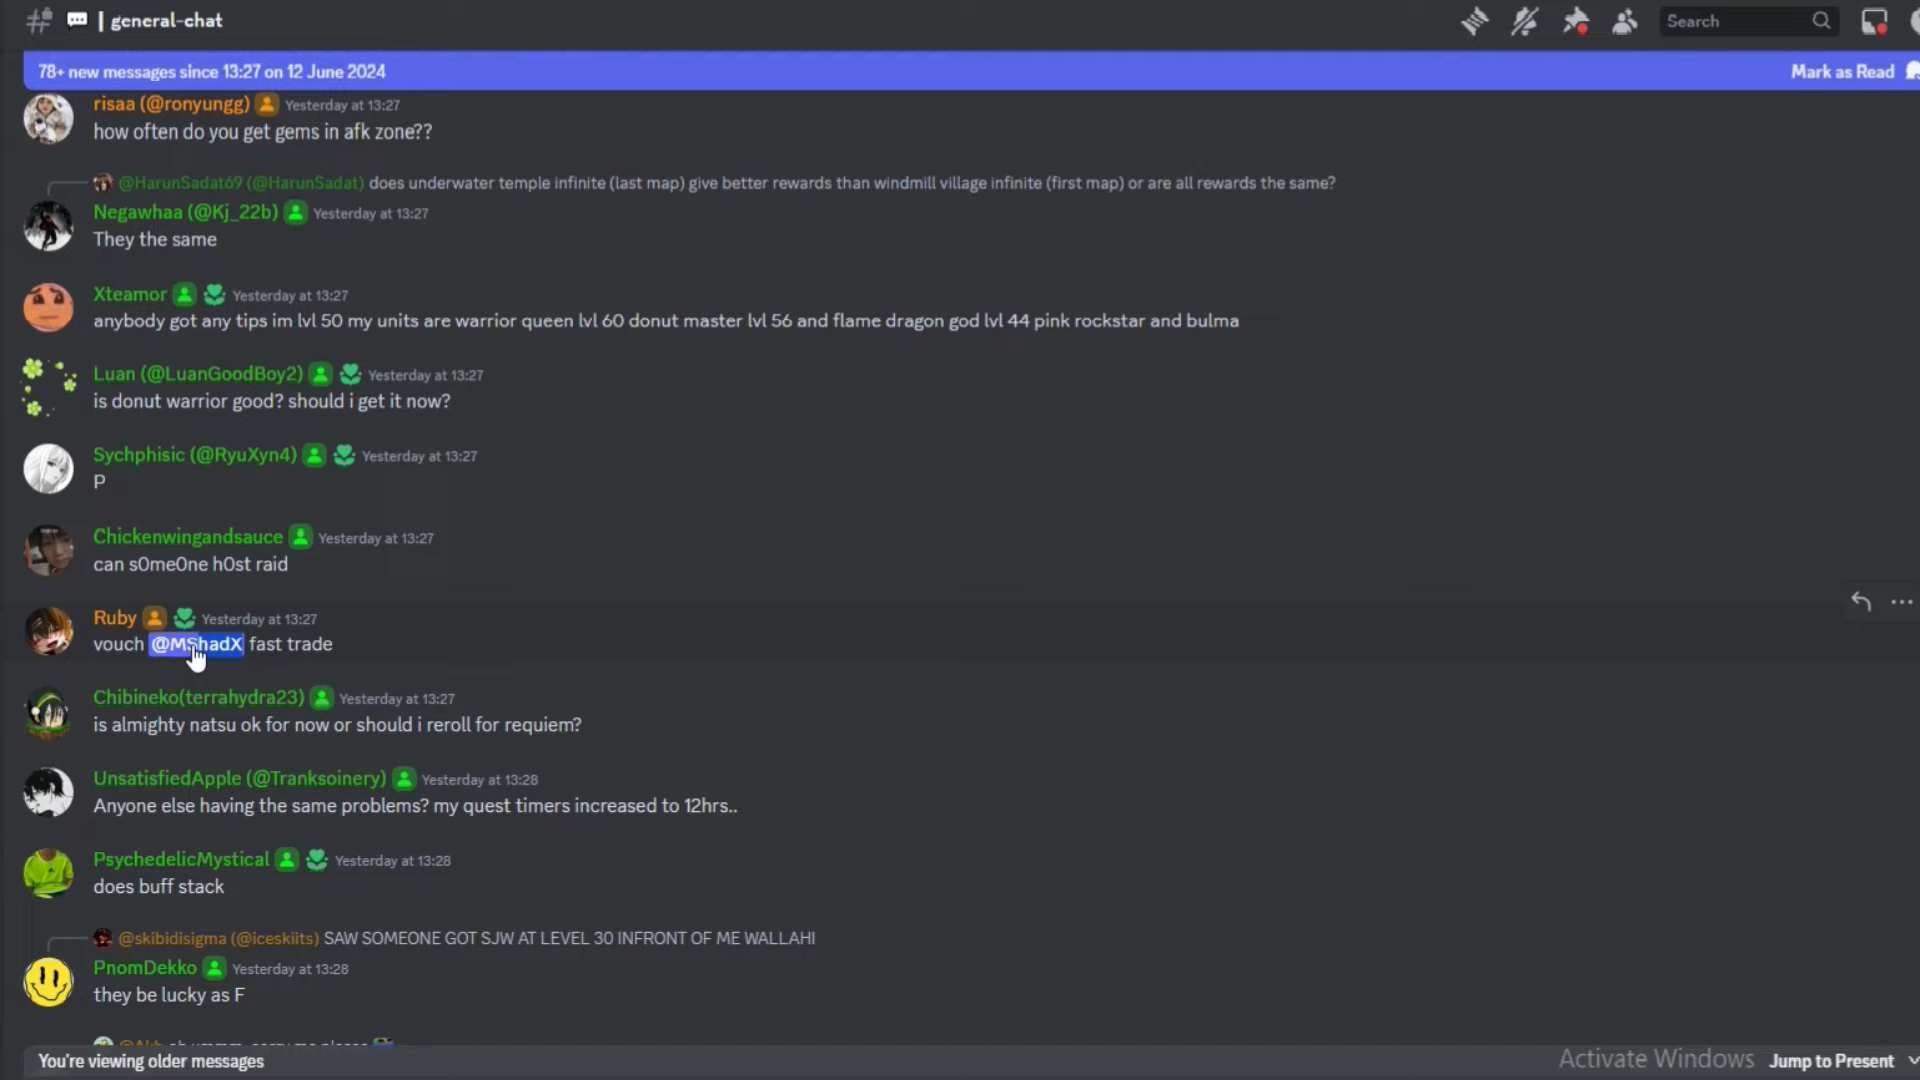 | general-chat
Search
78+ new messages since 13:27 on 12 June 2024
Mark as Read
risaa (@ronyungg) Yesterday at 13:27
how often do you get gems in afk zone??
@HarunSadat69 (@HarunSadat) does underwater temple infinite (last map) give better rewards than windmill village infinite (first map) or are all rewards the same?
Negawhaa (@Kj_22b) Yesterday at 13:27
They the same
Xteamor Yesterday at 13:27
anybody got any tips im lvl 50 my units are warrior queen lvl 60 donut master lvl 56 and flame dragon god lvl 44 pink rockstar and bulma
Luan (@LuanGoodBoy2) Yesterday at 13:27
is donut warrior good? should i get it now?
Sychphisic (@RyuXyn4) Yesterday at 13:27
P
Chickenwingandsauce Yesterday at 13:27
can s0me0ne h0st raid
Ruby Yesterday at 13:27
vouch @MShadX fast trade
Chibineko(terrahydra23) Yesterday at 13:27
is almighty natsu ok for now or should i reroll for requiem?
UnsatisfiedApple (@Tranksoinery) Yesterday at 13:28
Anyone else having the same problems? my quest timers increased to 12hrs..
PsychedelicMystical Yesterday at 13:28
does buff stack
@skibidisigma (@iceskiits) SAW SOMEONE GOT SJW AT LEVEL 30 INFRONT OF ME WALLAHI
PnomDekko Yesterday at 13:28
they be lucky as F
You're viewing older messages
Activate Windows
Jump to Present